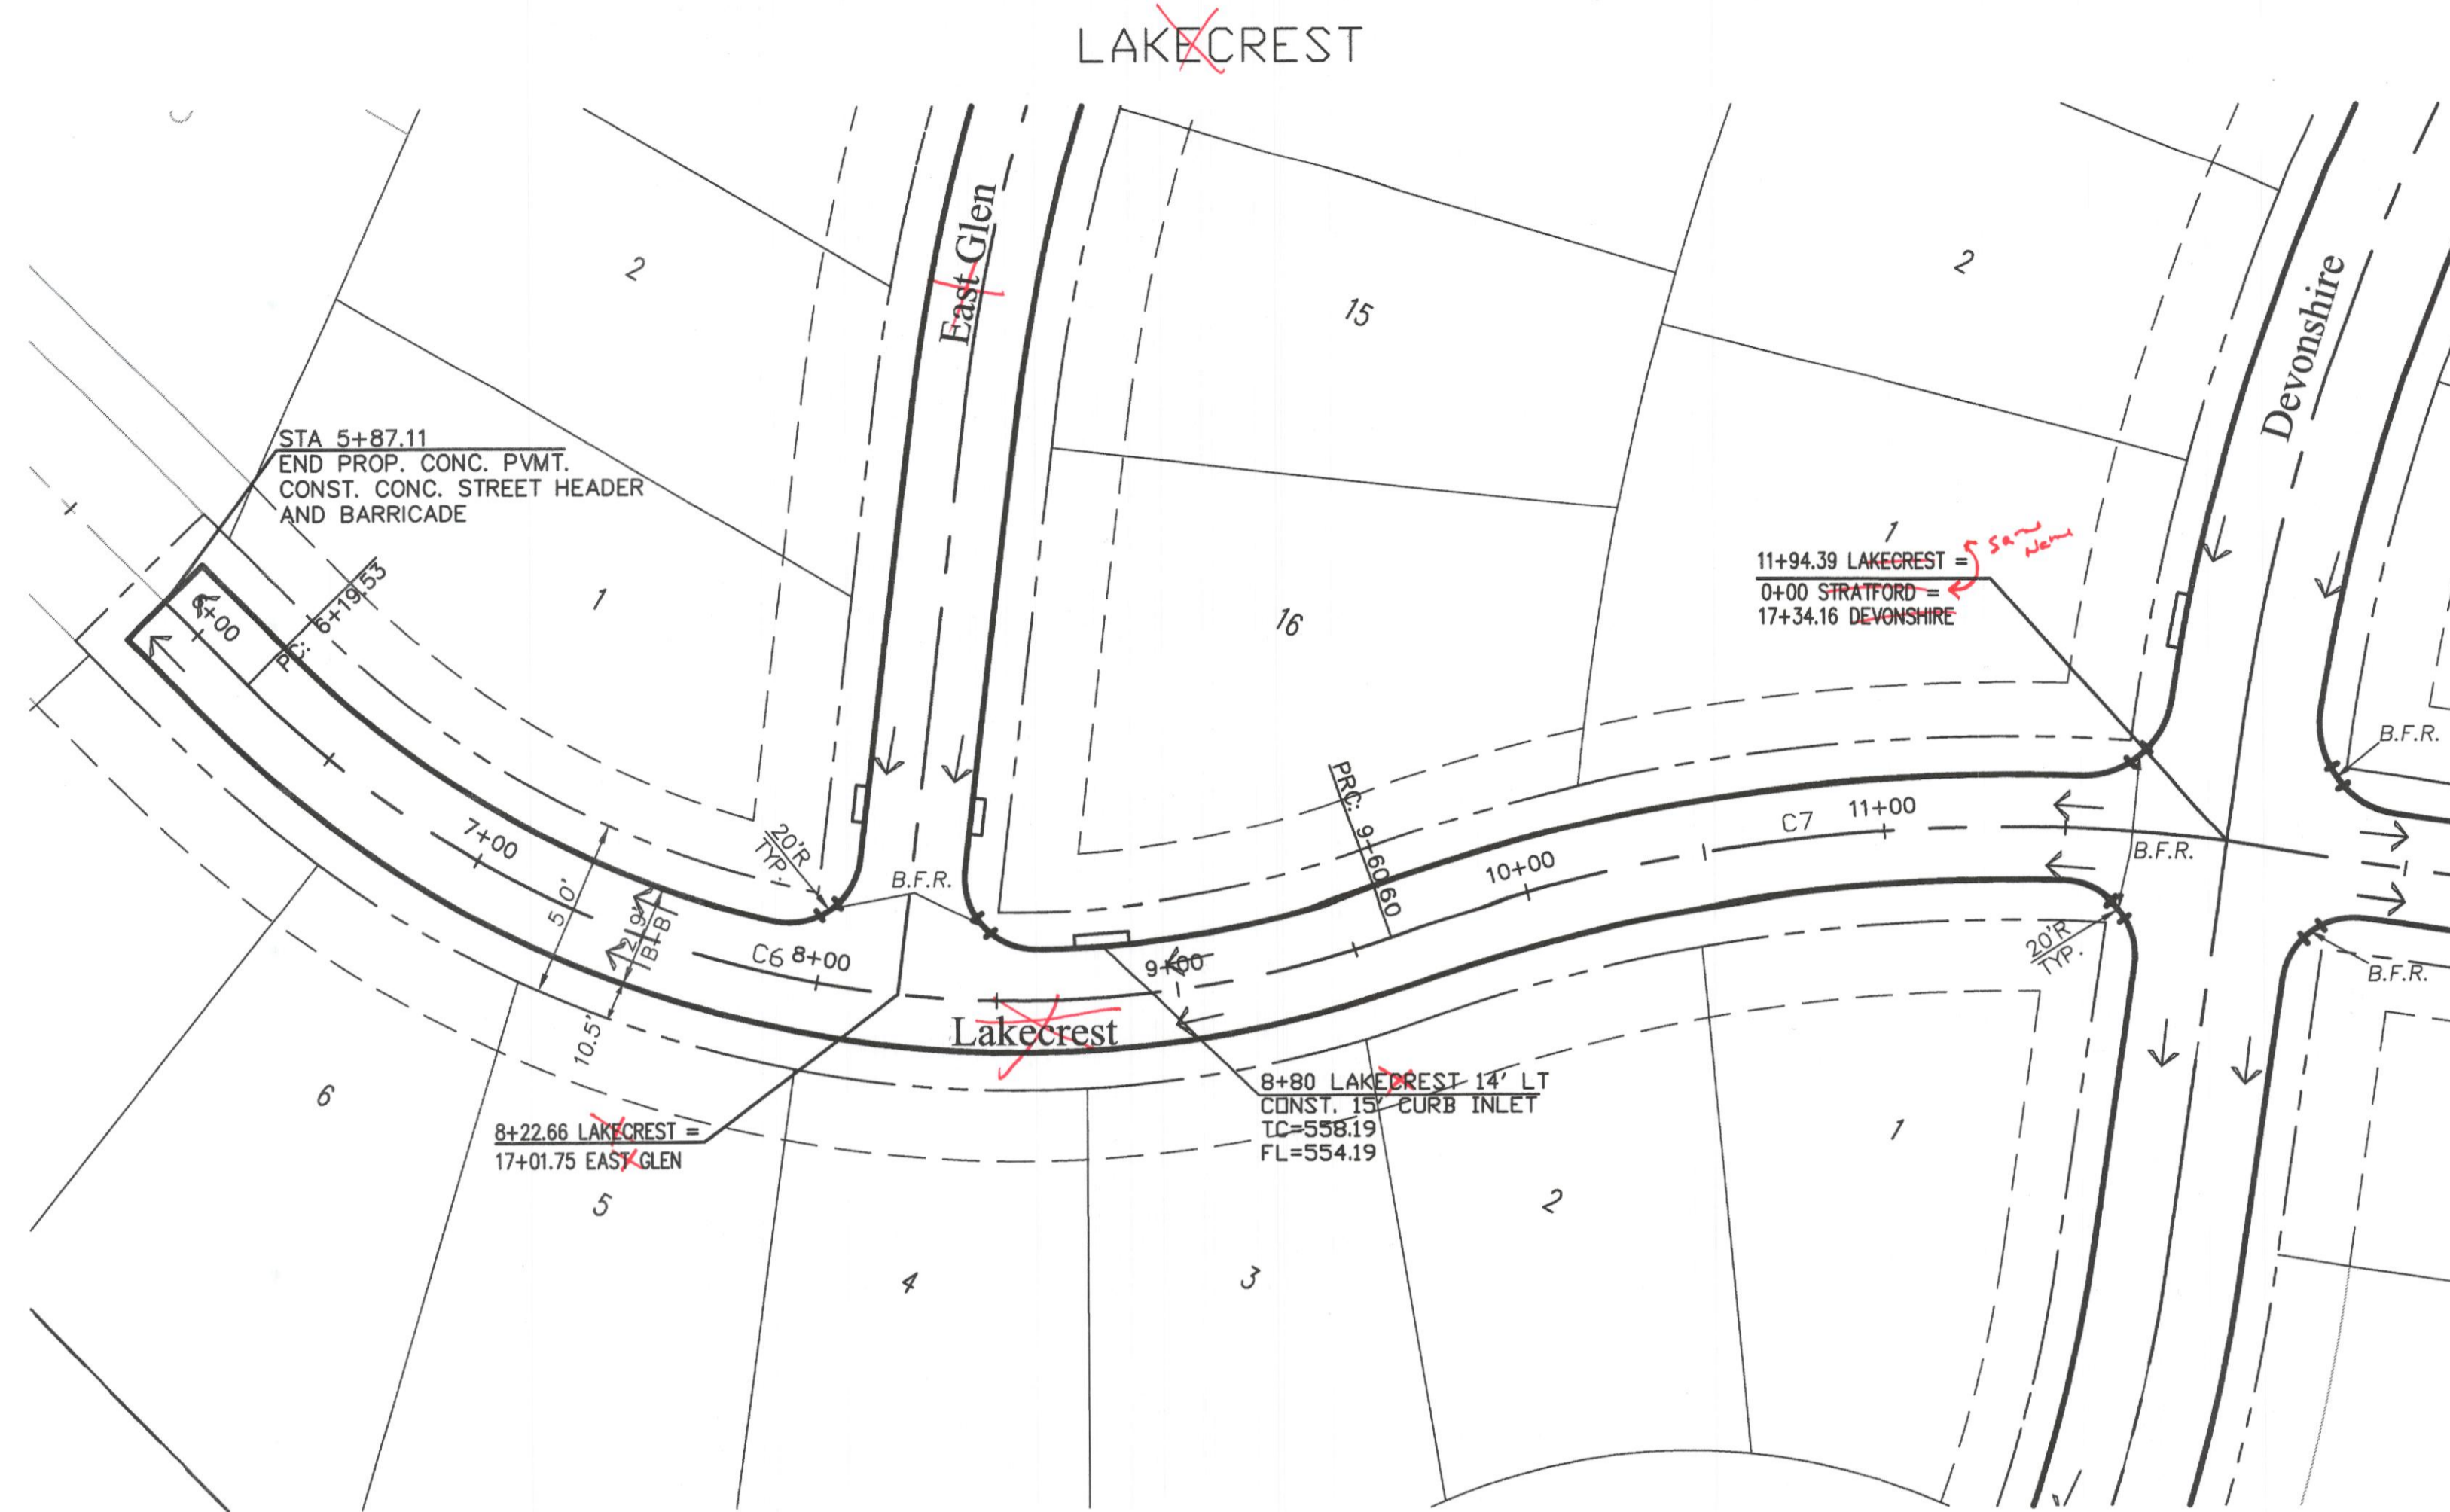 LAKECREST
East Glen
Devonshire
2
15
2
STA 5+87.11
END PROP. CONC. PVMT.
CONST. CONC. STREET HEADER
AND BARRICADE
1
16
1
Same
Name
11+94.39 LAKECREST =
0+00 STRATFORD =
17+34.16 DEVONSHIRE
+00
PC: 6+19.53
B.F.R.
7+00
20'R
TYP.
B.F.R.
PRC: 9+60.60
10+00
C7
11+00
B.F.R.
B-B
10.5'
C6 8+00
9+00
20'R
TYP.
B.F.R.
Lakecrest
8+80 LAKECREST 14' LT
CONST. 15' CURB INLET
TC=558.19
FL=554.19
8+22.66 LAKECREST =
17+01.75 EAST GLEN
6
5
4
3
2
1